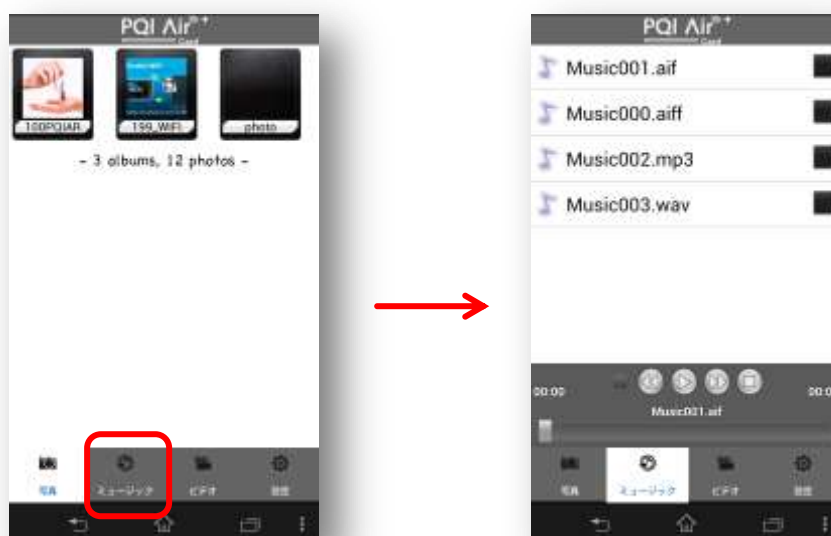 PQI Air
Card
100PQIAR
199_WIFI
photo
- 3 albums, 12 photos -
写真
ミュージック
ビデオ
設定
PQI Air
Card
Music001.aif
Music000.aiff
Music002.mp3
Music003.wav
00:00
Music001.aif
写真
ミュージック
ビデオ
設定